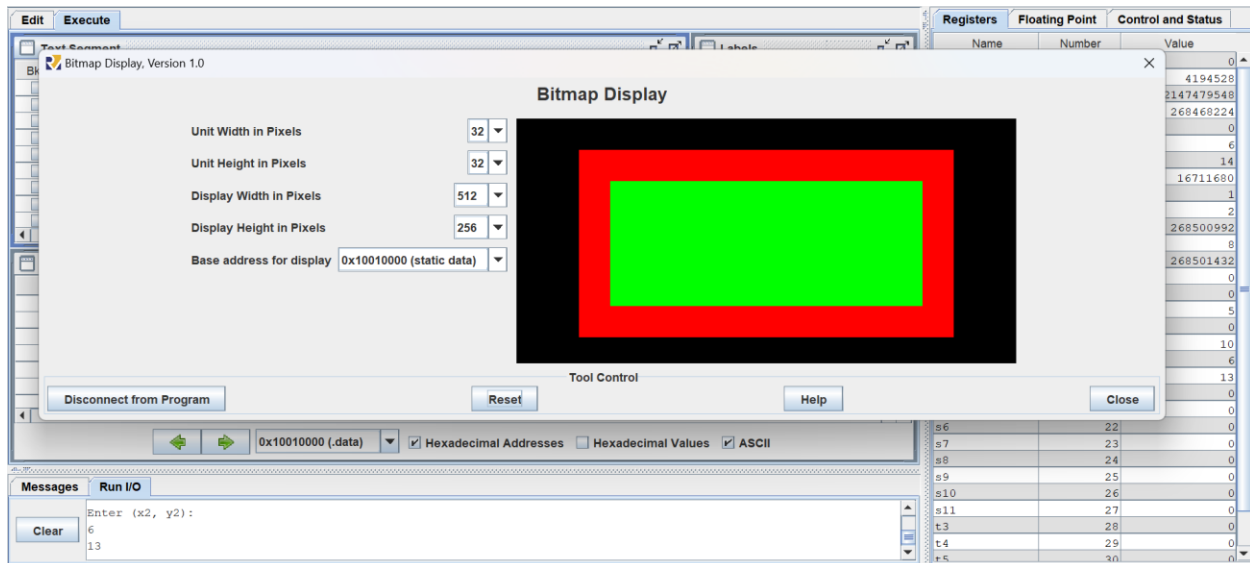 Edit Execute
Registers Floating Point Control and Status
Text Segment
Labels
Name Number Value
Bitmap Display, Version 1.0
Bitmap Display
Unit Width in Pixels 32
Unit Height in Pixels 32
Display Width in Pixels 512
Display Height in Pixels 256
Base address for display 0x10010000 (static data)
Tool Control
Disconnect from Program Reset Help Close
0
4194528
2147479548
268468224
0
6
14
16711680
1
2
268500992
8
268501432
0
0
5
0
10
6
13
0
0
0x10010000 (.data) Hexadecimal Addresses Hexadecimal Values ASCII
s6 22 0
s7 23 0
s8 24 0
s9 25 0
s10 26 0
s11 27 0
t3 28 0
t4 29 0
t5 30 0
Messages Run I/O
Clear
Enter (x2, y2):
6
13